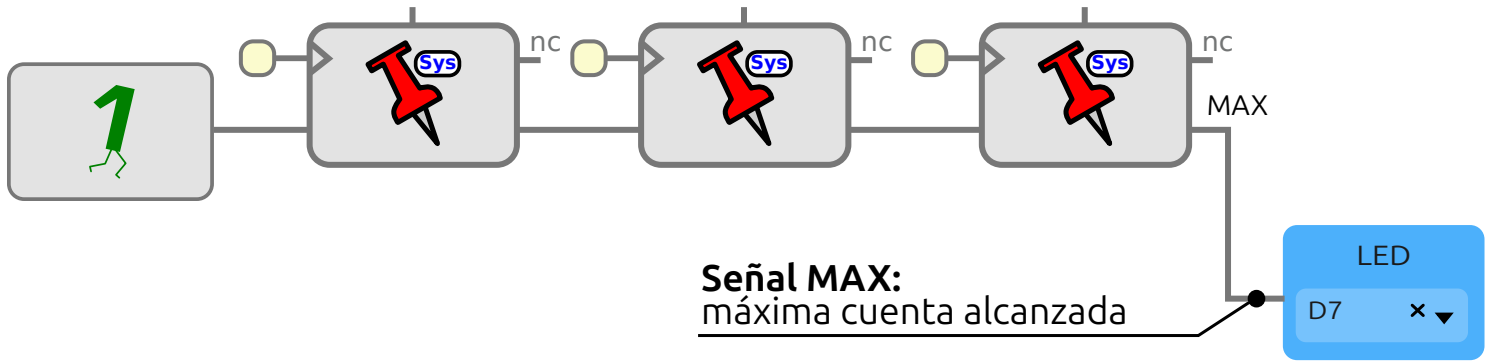 nc
nc
nc
Sys
Sys
Sys
MAX
1
LED
Señal MAX:
máxima cuenta alcanzada
D7